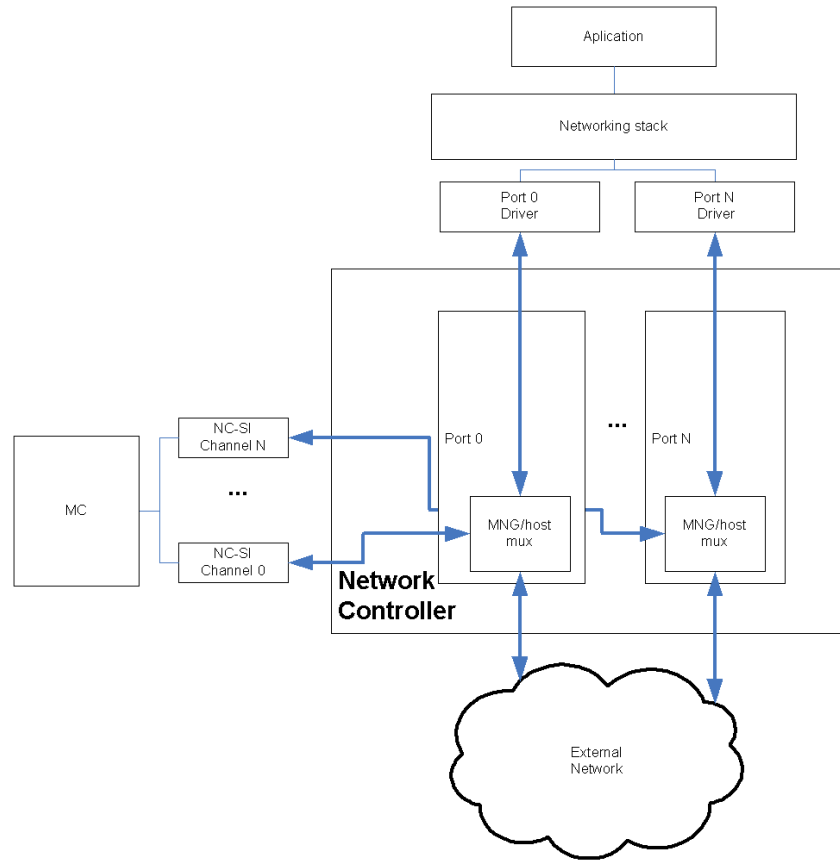 Aplication
Networking stack
Port 0
Driver
Port N
Driver
NC-SI
Channel N
...
NC-SI
Channel 0
MC
Port 0
...
Port N
MNG/host
mux
MNG/host
mux
Network
Controller
External
Network